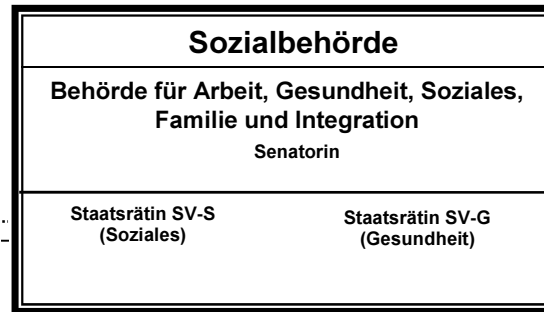 Sozialbehörde
Behörde für Arbeit, Gesundheit, Soziales,
Familie und Integration
Senatorin
Staatsrätin SV-S
(Soziales)
Staatsrätin SV-G
(Gesundheit)